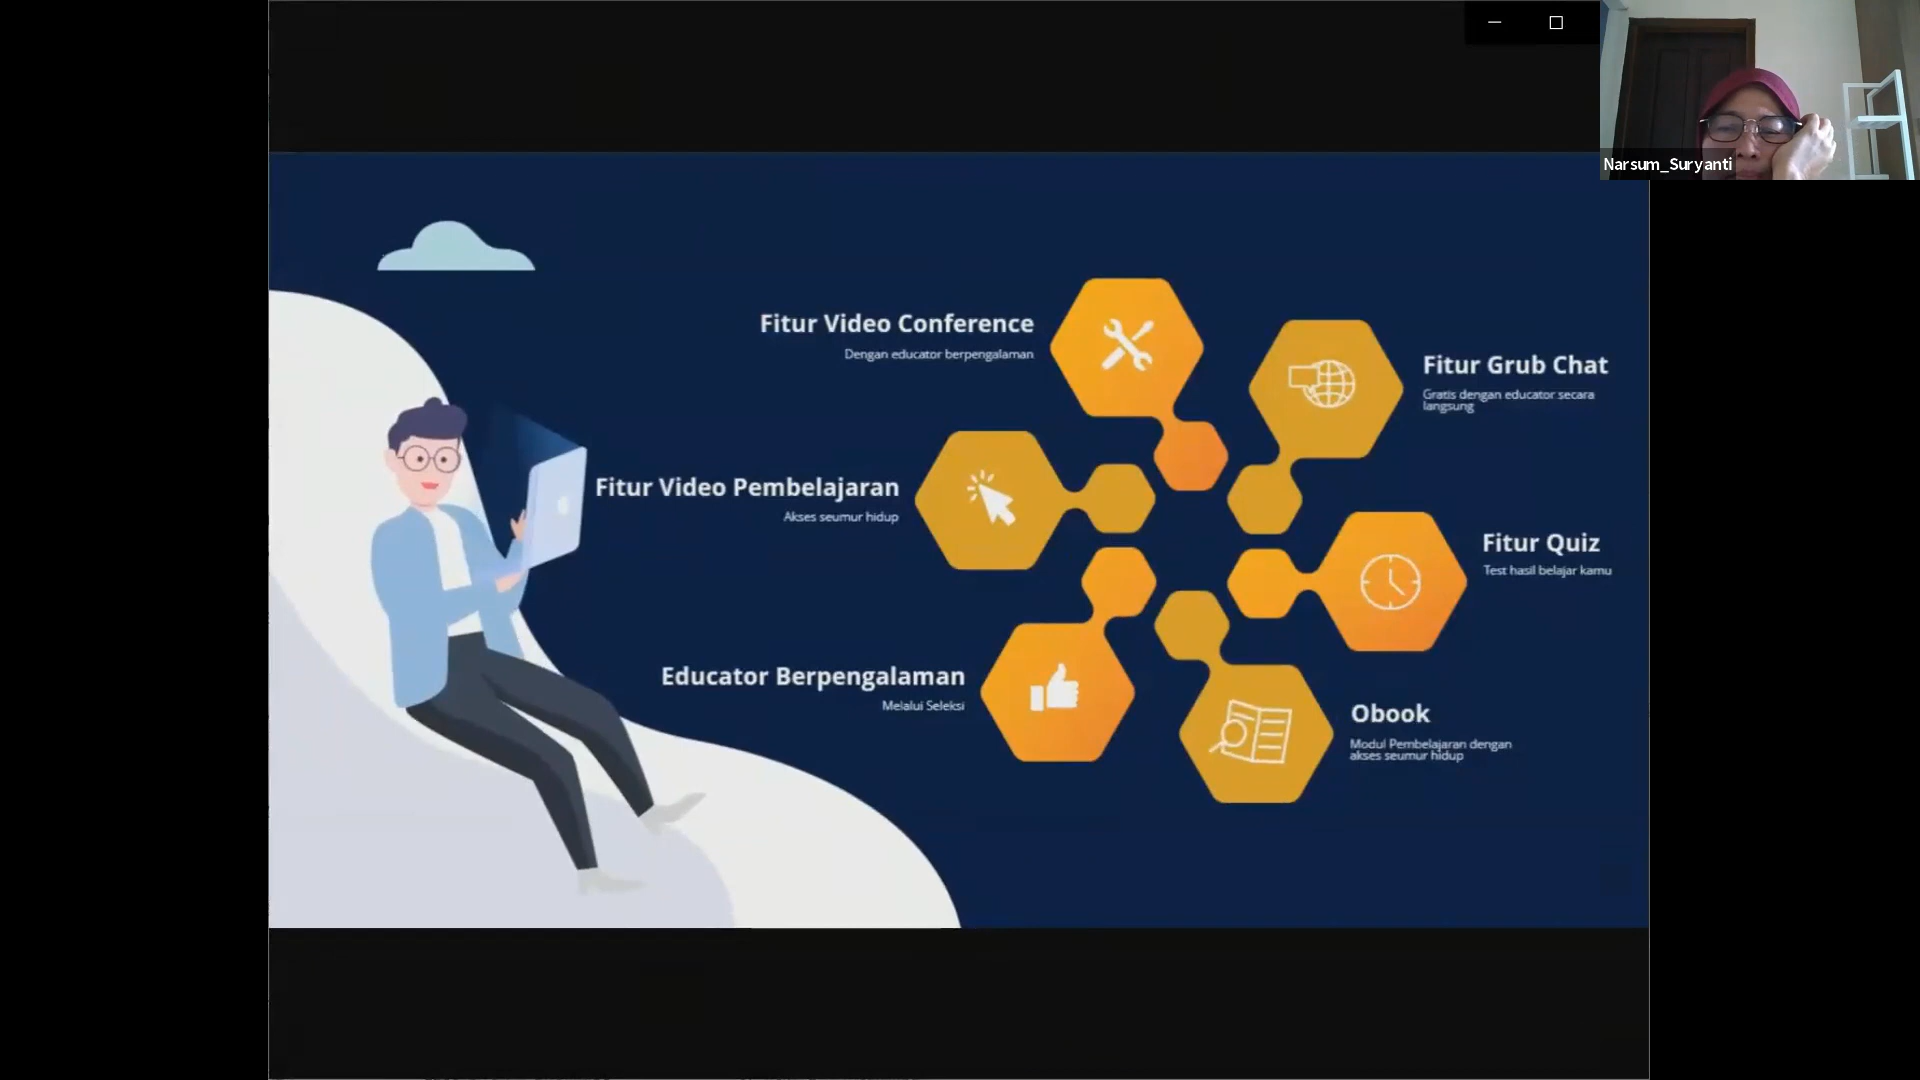 Narsum_Suryanti
Fitur Video Conference
Dengan educator berpengalaman
Fitur Grub Chat
Gratis dengan educator secara
langsung
Fitur Video Pembelajaran
Akses seumur hidup
Fitur Quiz
Test hasil belajar kamu
Educator Berpengalaman
Melalui Seleksi
Obook
Modul Pembelajaran dengan
akses seumur hidup